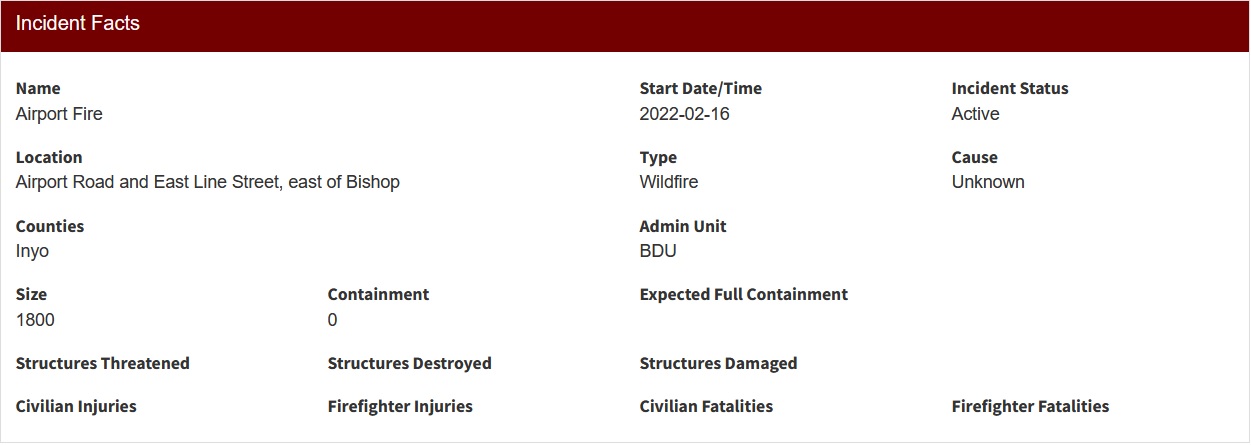 Incident Facts
Name
Airport Fire
Start Date/Time
2022-02-16
Incident Status
Active
Location
Airport Road and East Line Street, east of Bishop
Type
Wildfire
Cause
Unknown
Counties
Inyo
Admin Unit
BDU
Size
1800
Containment
0
Expected Full Containment
Structures Threatened
Structures Destroyed
Structures Damaged
Civilian Injuries
Firefighter Injuries
Civilian Fatalities
Firefighter Fatalities